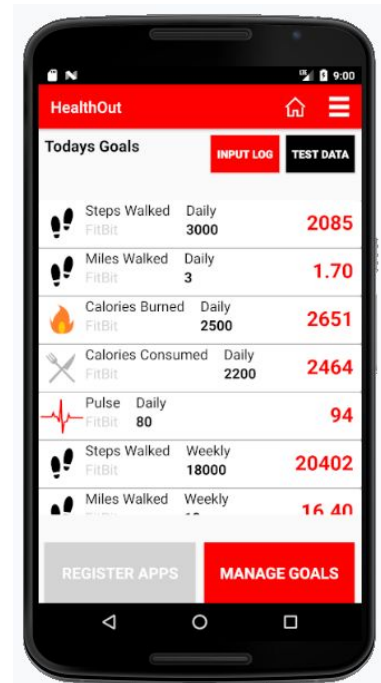 9:00
HealthOut
Todays Goals
INPUT LOG
TEST DATA
Steps Walked Daily
FitBit 3000
2085
Miles Walked Daily
FitBit 3
1.70
Calories Burned Daily
FitBit 2500
2651
Calories Consumed Daily
FitBit 2200
2464
Pulse Daily
FitBit 80
94
Steps Walked Weekly
FitBit 18000
20402
Miles Walked Weekly
16.40
REGISTER APPS
MANAGE GOALS